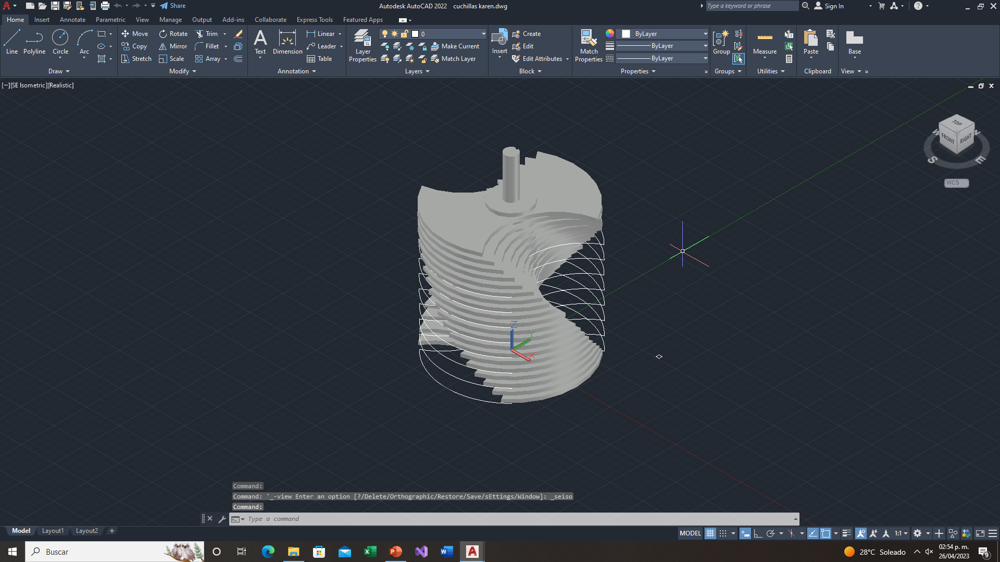 Share
Autodesk AutoCAD 2022 cuchillas karen.dwg
Type a keyword or phrase
Sign In
Home Insert Annotate Parametric View Manage Output Add-ins Collaborate Express Tools Featured Apps
Line Polyline Circle Arc
Move Rotate Trim
Copy Mirror Fillet
Stretch Scale Array
Text Dimension
Linear
Leader
Table
Layer Properties
0
Make Current
Match Layer
Insert
Create
Edit
Edit Attributes
Match Properties
ByLayer
ByLayer
ByLayer
Group
Measure
Paste
Base
Draw Modify Annotation Layers Block Properties Groups Utilities Clipboard View
[−][SE Isometric][Realistic]
TOP
FRONT RIGHT
W N
S E
WCS
Z
Y
X
Command:
Command: '_-view Enter an option [?/Delete/Orthographic/Restore/Save/sEttings/Window]: _seiso
Command:
Type a command
Model Layout1 Layout2 +
MODEL 1:1
Buscar
28°C Soleado
02:54 p. m.
26/04/2023
9